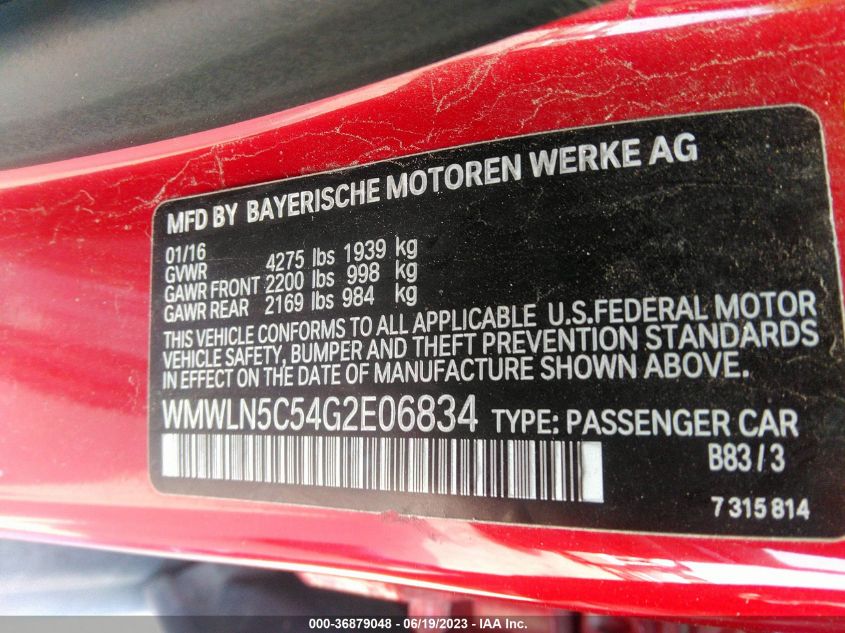 MFD BY BAYERISCHE MOTOREN WERKE AG
01/16
GVWR 4275 lbs 1939 kg
GAWR FRONT 2200 lbs 998 kg
GAWR REAR 2169 lbs 984 kg
THIS VEHICLE CONFORMS TO ALL APPLICABLE U.S.FEDERAL MOTOR
VEHICLE SAFETY, BUMPER AND THEFT PREVENTION STANDARDS
IN EFFECT ON THE DATE OF MANUFACTURE SHOWN ABOVE.
WMWLN5C54G2E06834 TYPE: PASSENGER CAR
B83/3
7315814
000-36879048 - 06/19/2023 - IAA Inc.